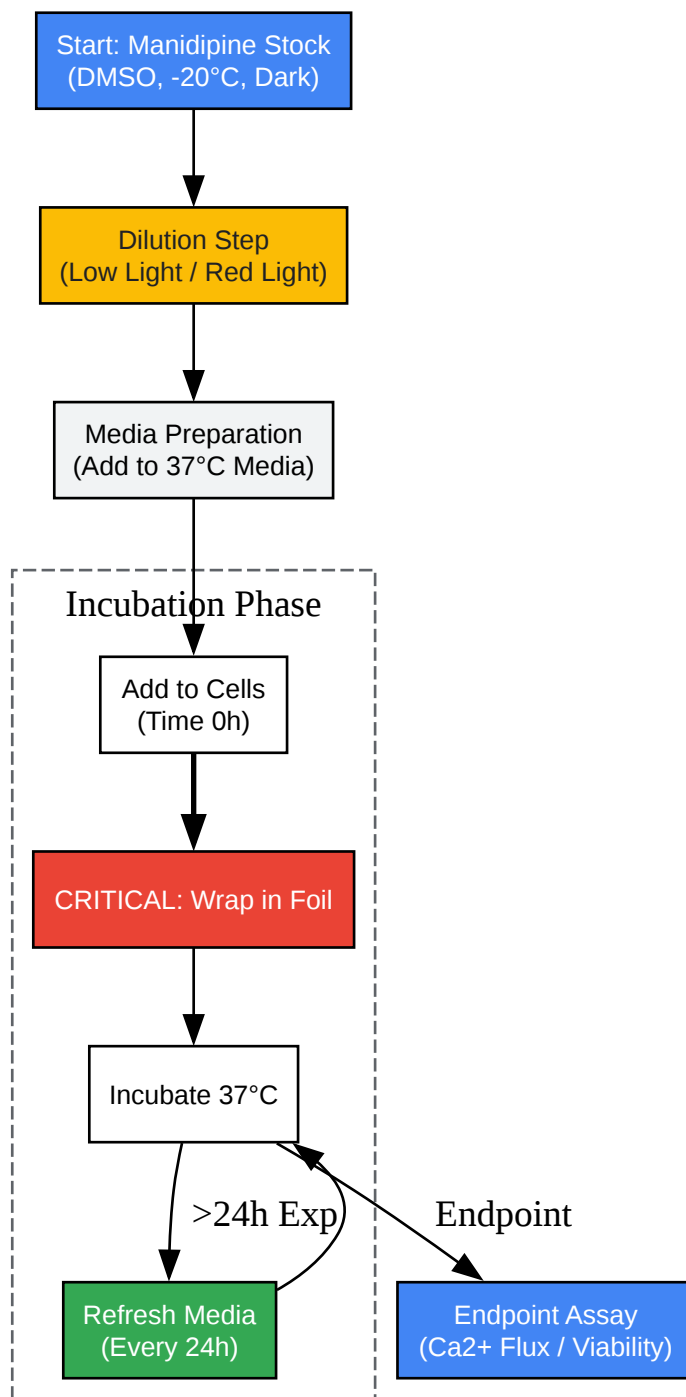 Start: Manidipine Stock
(DMSO, -20°C, Dark)
Dilution Step
(Low Light / Red Light)
Media Preparation
(Add to 37°C Media)
Incubation Phase
Add to Cells
(Time 0h)
CRITICAL: Wrap in Foil
Incubate 37°C
>24h Exp
Endpoint
Refresh Media
(Every 24h)
Endpoint Assay
(Ca2+ Flux / Viability)